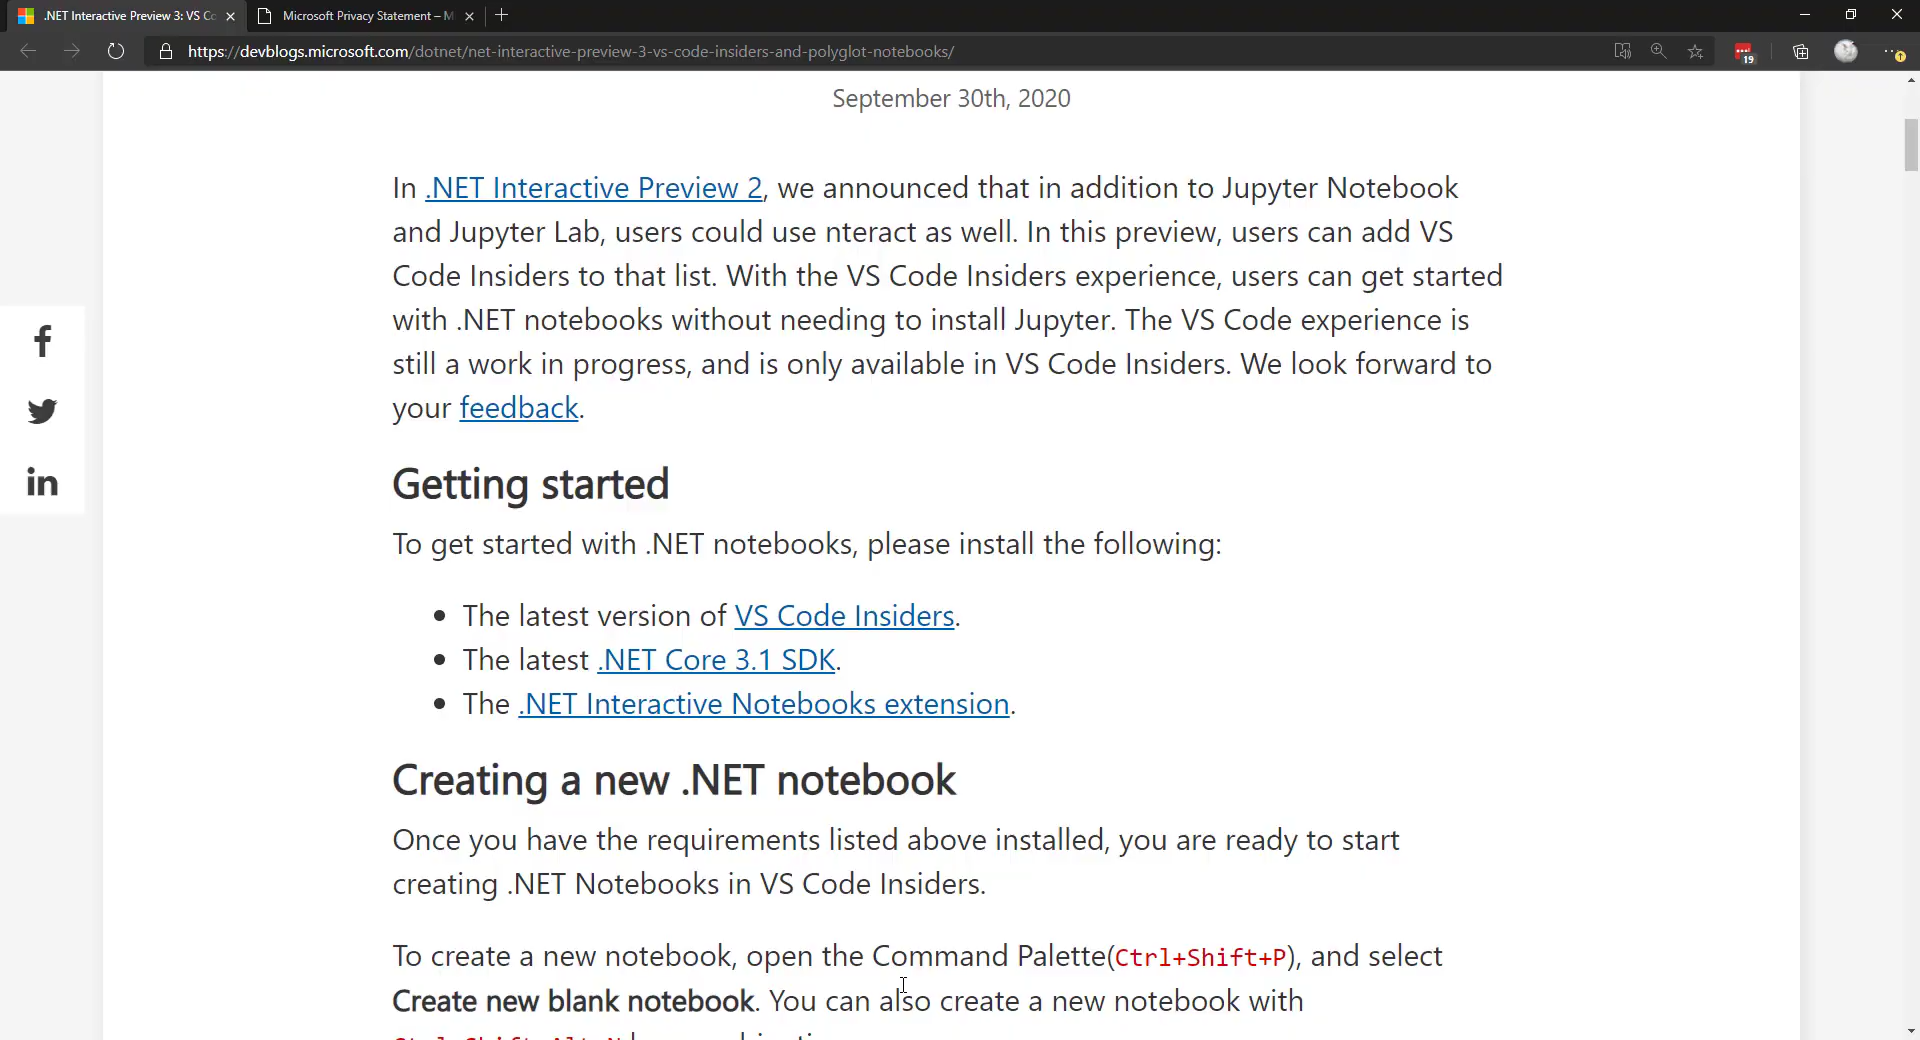 .NET Interactive Preview 3: VS Co
Microsoft Privacy Statement – M
https://devblogs.microsoft.com/dotnet/net-interactive-preview-3-vs-code-insiders-and-polyglot-notebooks/
19
September 30th, 2020
In .NET Interactive Preview 2, we announced that in addition to Jupyter Notebook
and Jupyter Lab, users could use nteract as well. In this preview, users can add VS
Code Insiders to that list. With the VS Code Insiders experience, users can get started
with .NET notebooks without needing to install Jupyter. The VS Code experience is
still a work in progress, and is only available in VS Code Insiders. We look forward to
your feedback.
Getting started
To get started with .NET notebooks, please install the following:
• The latest version of VS Code Insiders.
• The latest .NET Core 3.1 SDK.
• The .NET Interactive Notebooks extension.
Creating a new .NET notebook
Once you have the requirements listed above installed, you are ready to start
creating .NET Notebooks in VS Code Insiders.
To create a new notebook, open the Command Palette(Ctrl+Shift+P), and select
Create new blank notebook. You can also create a new notebook with